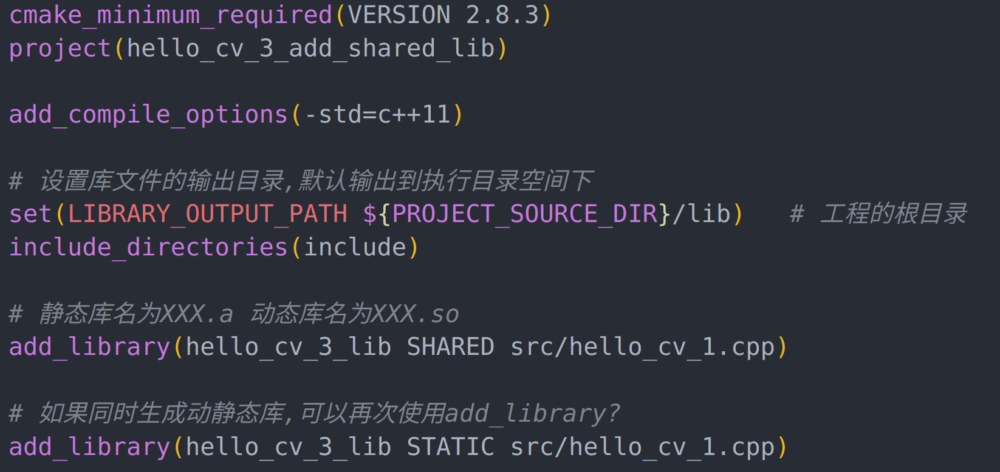 cmake_minimum_required(VERSION 2.8.3)
project(hello_cv_3_add_shared_lib)
add_compile_options(-std=c++11)
# 设置库文件的输出目录,默认输出到执行目录空间下
set(LIBRARY_OUTPUT_PATH ${PROJECT_SOURCE_DIR}/lib)   # 工程的根目录
include_directories(include)
# 静态库名为XXX.a 动态库名为XXX.so
add_library(hello_cv_3_lib SHARED src/hello_cv_1.cpp)
# 如果同时生成动静态库,可以再次使用add_library?
add_library(hello_cv_3_lib STATIC src/hello_cv_1.cpp)